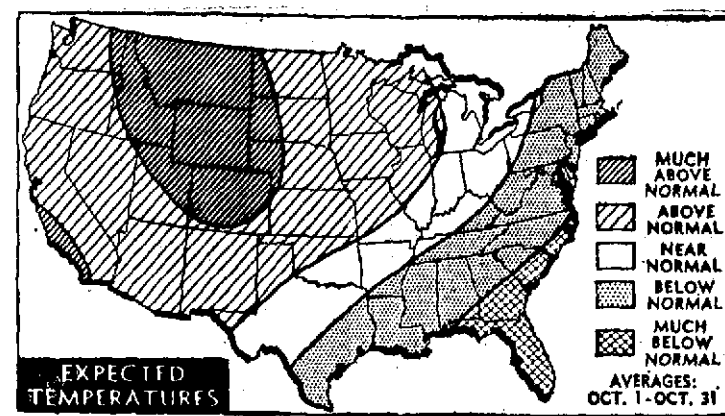 MUCH
ABOVE
NORMAL
ABOVE
NORMAL
NEAR
NORMAL
BELOW
NORMAL
MUCH
BELOW
NORMAL
AVERAGES:
OCT. 1-OCT. 31
EXPECTED
TEMPERATURES